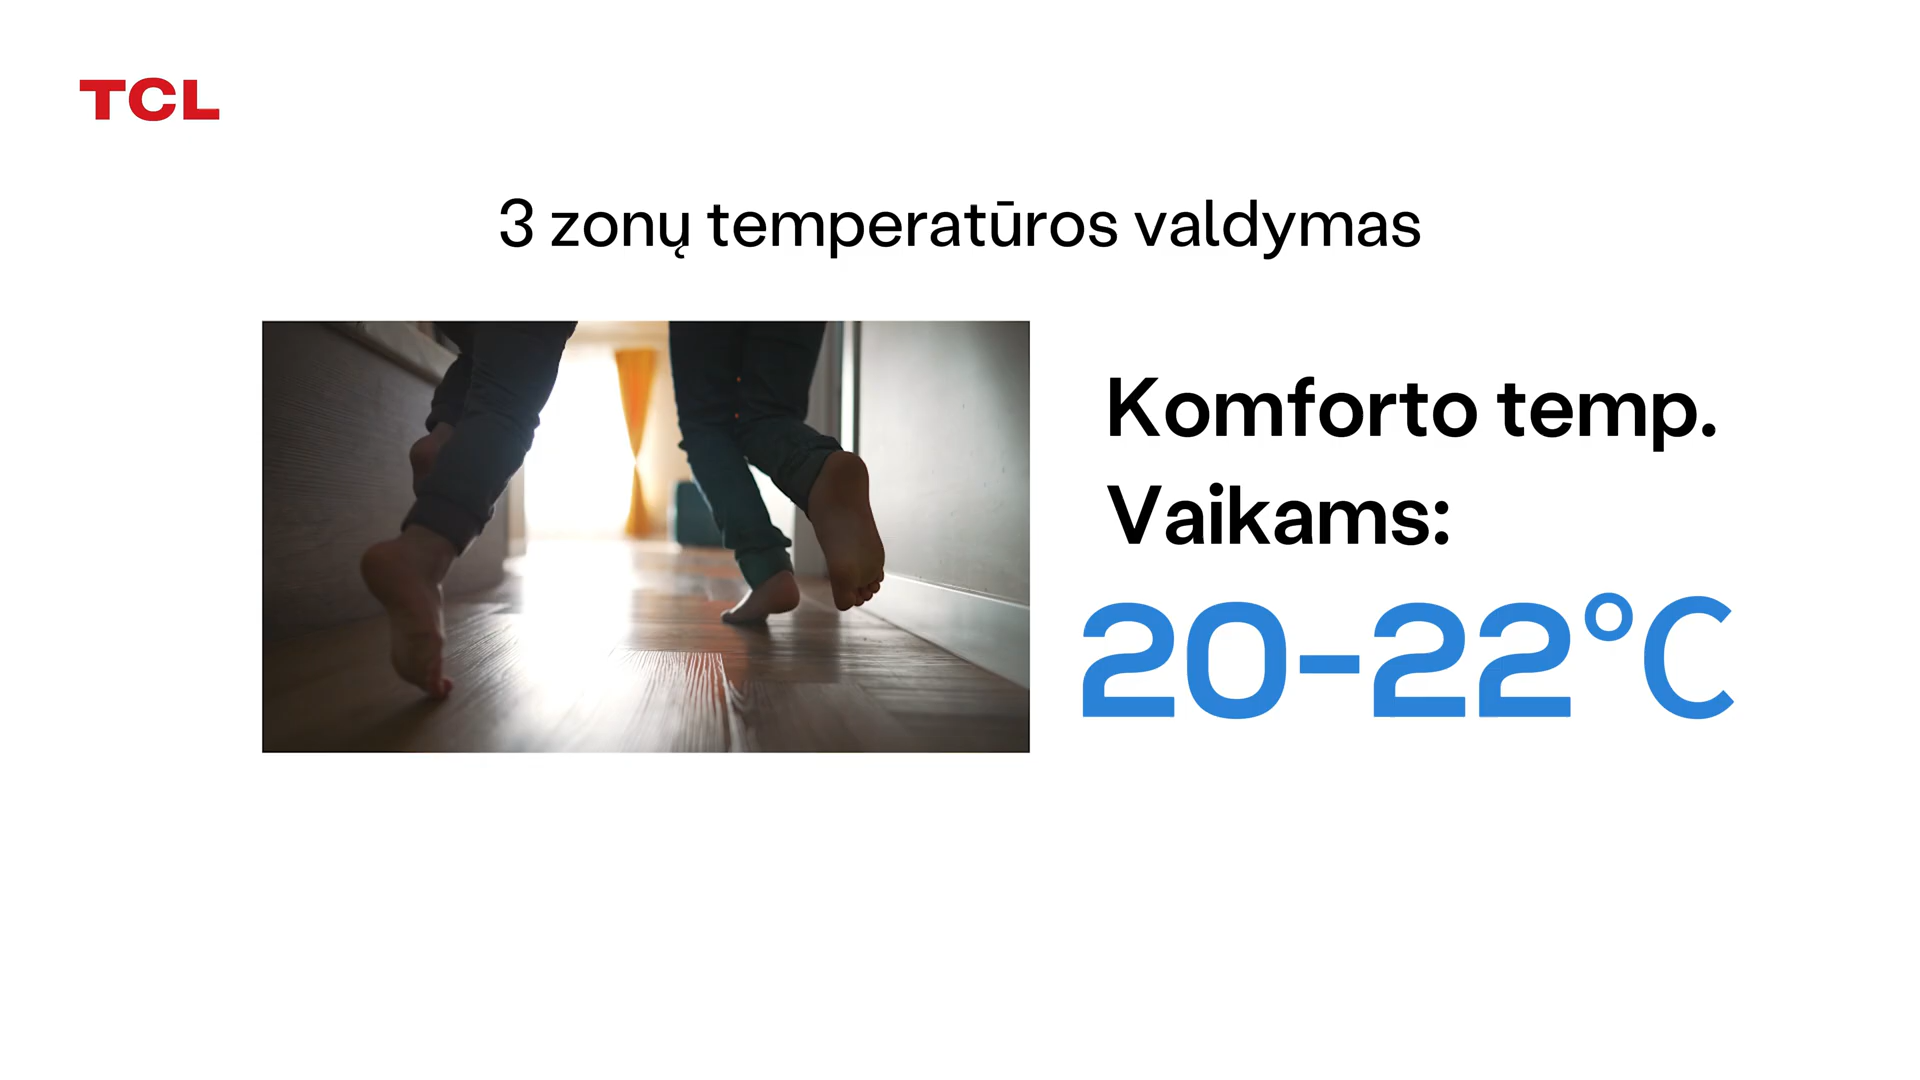 TCL
3 zonų temperatūros valdymas
Komforto temp.
Vaikams:
20-22°C